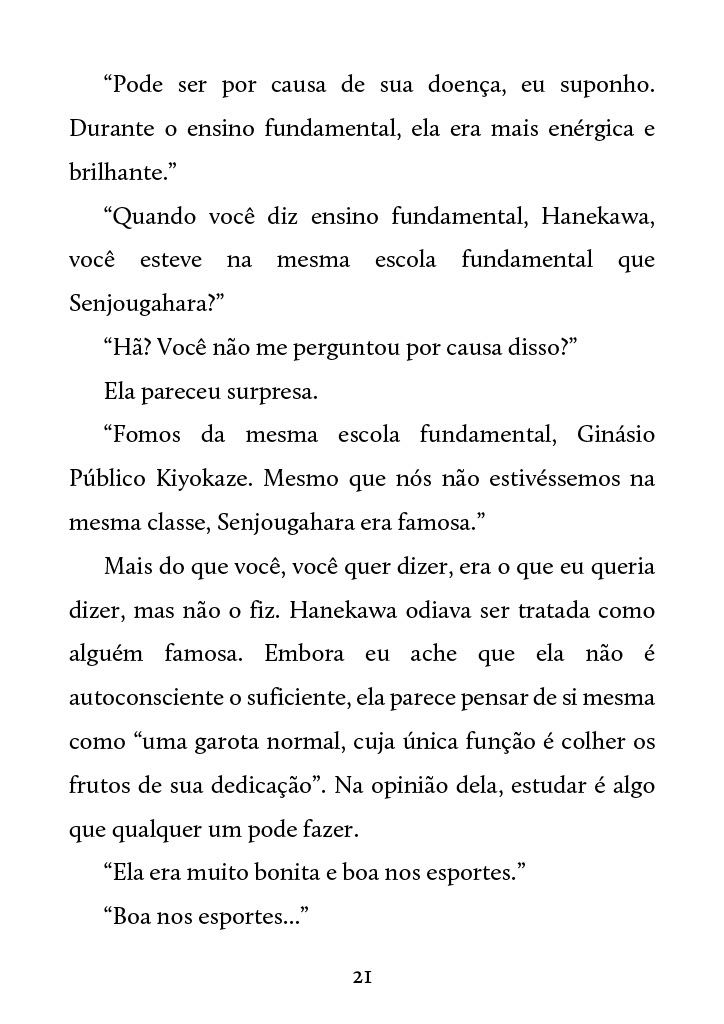 “Pode ser por causa de sua doença, eu suponho.
Durante o ensino fundamental, ela era mais enérgica e
brilhante.”
“Quando você diz ensino fundamental, Hanekawa,
você esteve na mesma escola fundamental que
Senjougahara?”
“Hã? Você não me perguntou por causa disso?”
Ela pareceu surpresa.
“Fomos da mesma escola fundamental, Ginásio
Público Kiyokaze. Mesmo que nós não estivéssemos na
mesma classe, Senjougahara era famosa.”
Mais do que você, você quer dizer, era o que eu queria
dizer, mas não o fiz. Hanekawa odiava ser tratada como
alguém famosa. Embora eu ache que ela não é
autoconsciente o suficiente, ela parece pensar de si mesma
como “uma garota normal, cuja única função é colher os
frutos de sua dedicação”. Na opinião dela, estudar é algo
que qualquer um pode fazer.
“Ela era muito bonita e boa nos esportes.”
“Boa nos esportes...”
21